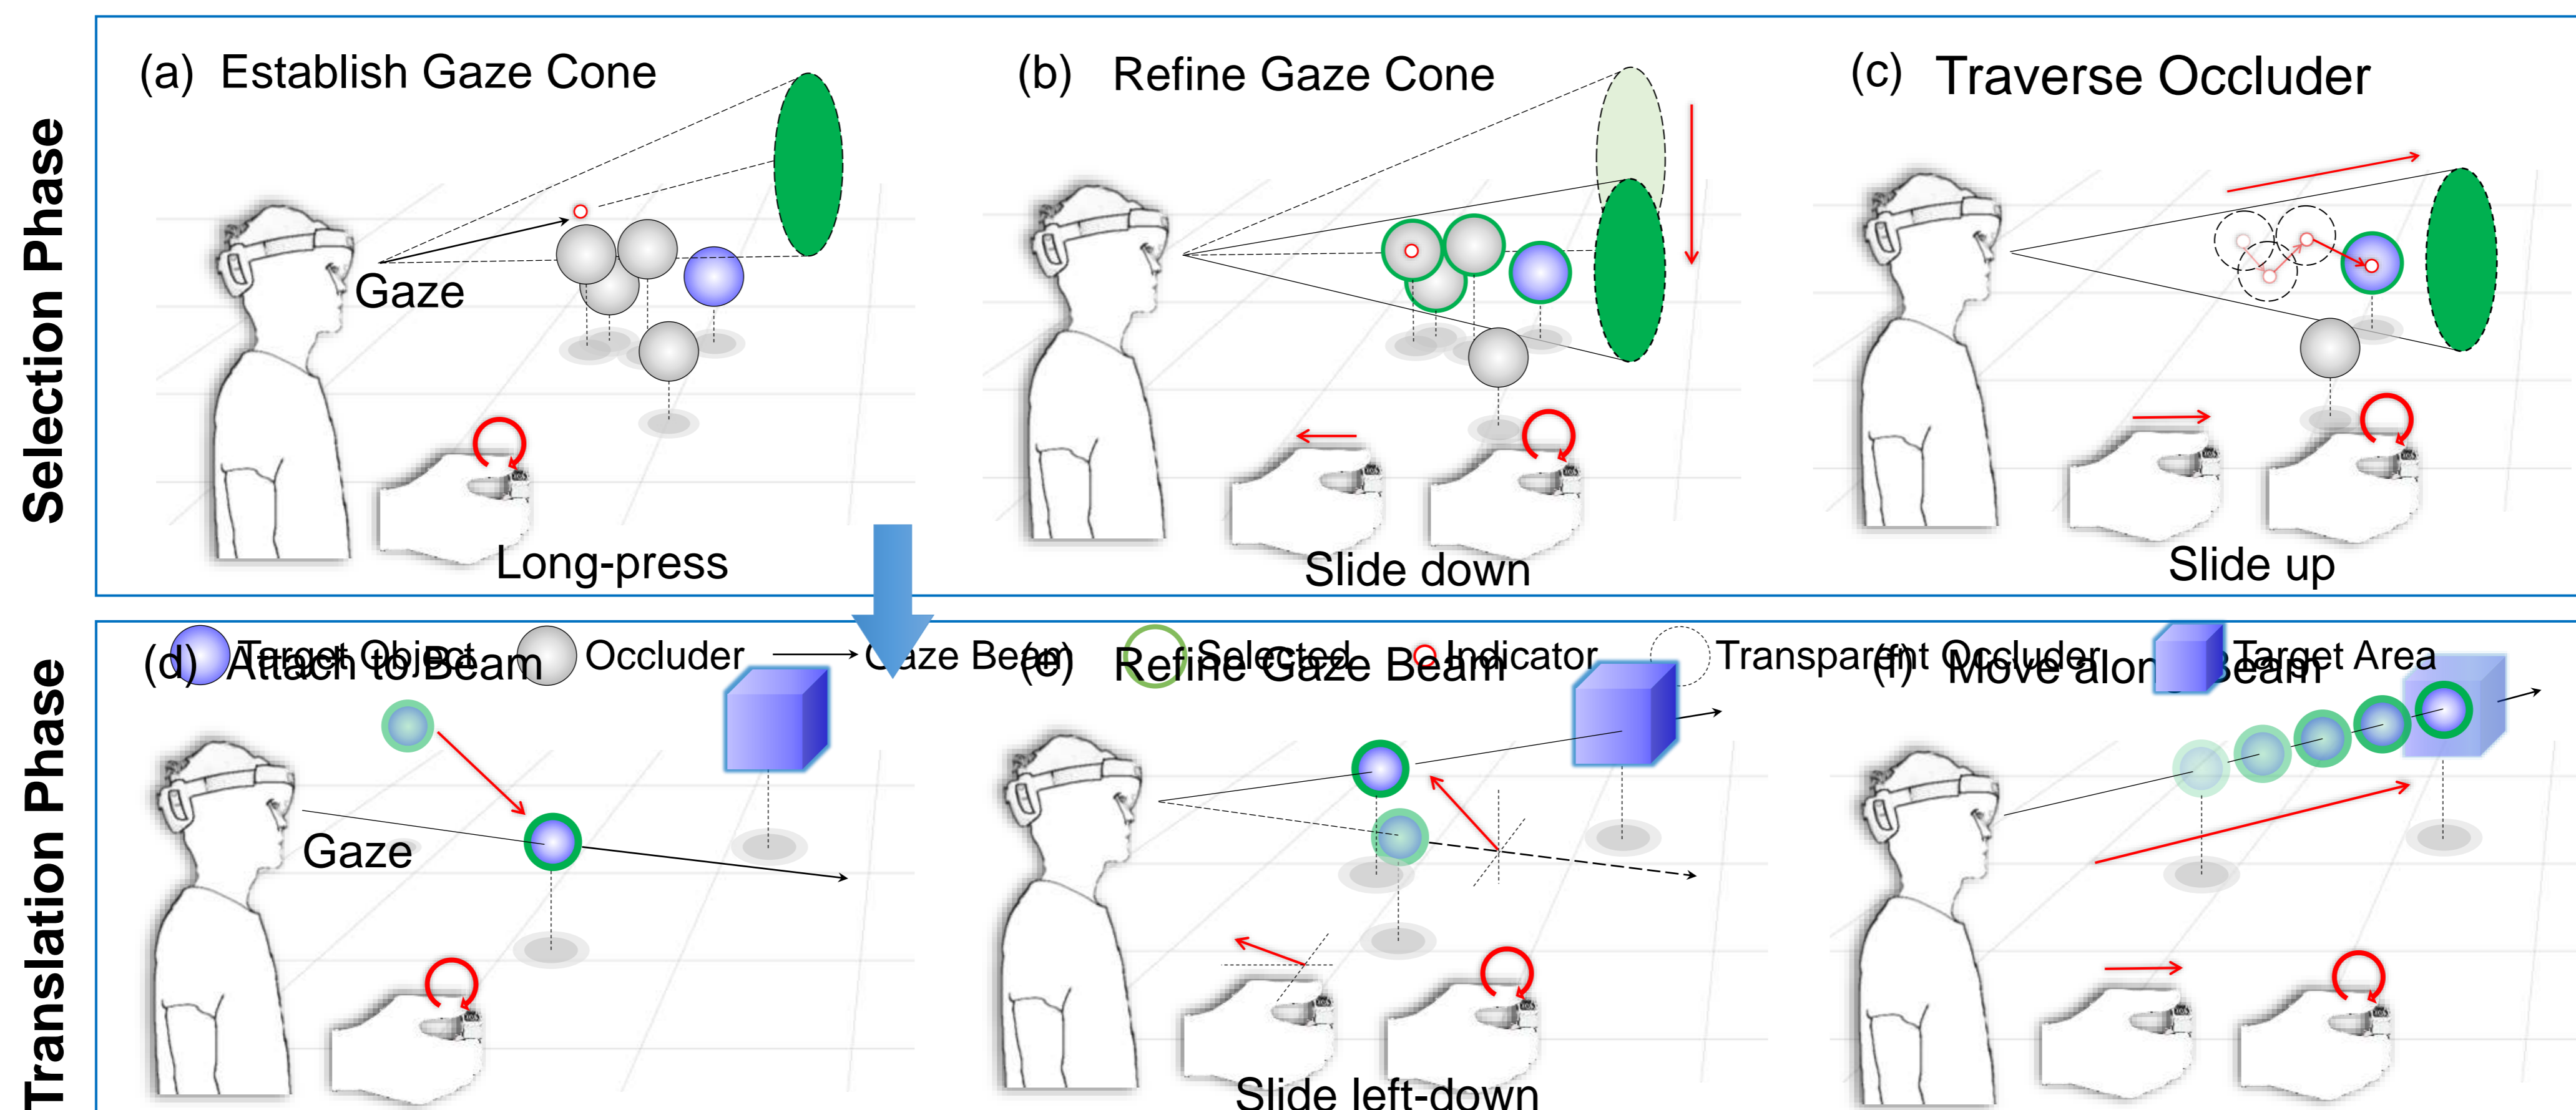 Selection Phase
(a) Establish Gaze Cone
Gaze
Long-press
(b) Refine Gaze Cone
Slide down
(c) Traverse Occluder
Slide up
Target Object
Occluder
Gaze Beam
Selected
Indicator
Transparent Occluder
Target Area
Translation Phase
(d) Attach to Beam
Gaze
(e) Refine Gaze Beam
Slide left-down
(f) Move along Beam